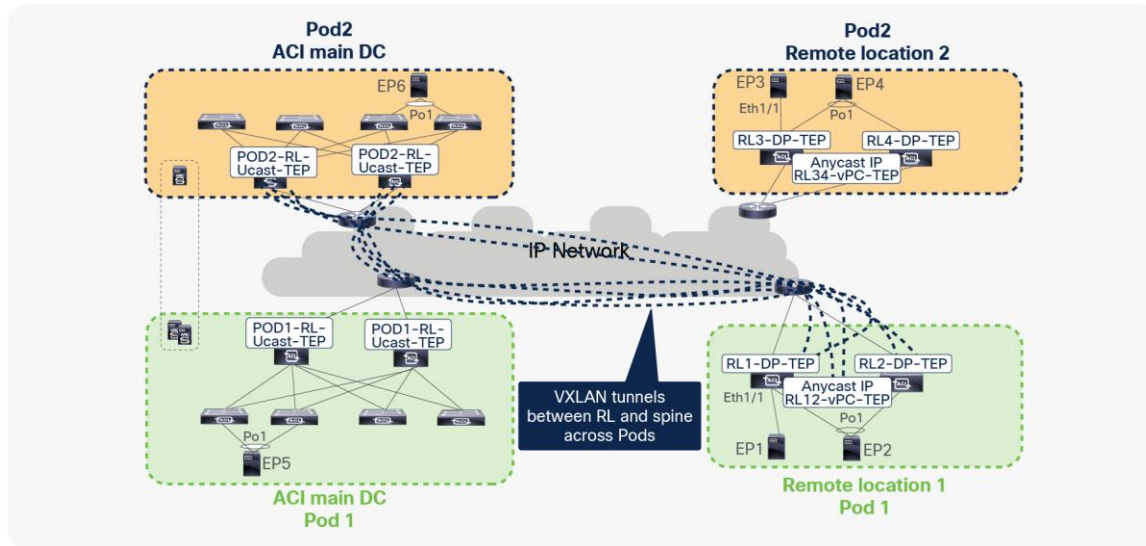 Pod2
ACI main DC
EP6
Po1
POD2-RL-
Ucast-TEP
POD2-RL-
Ucast-TEP
Pod2
Remote location 2
EP3
EP4
Eth1/1
Po1
RL3-DP-TEP
RL4-DP-TEP
Anycast IP
RL34-vPC-TEP
IP Network
POD1-RL-
Ucast-TEP
POD1-RL-
Ucast-TEP
Po1
EP5
ACI main DC
Pod 1
VXLAN tunnels
between RL and spine
across Pods
RL1-DP-TEP
RL2-DP-TEP
Anycast IP
RL12-vPC-TEP
Eth1/1
Po1
EP1
EP2
Remote location 1
Pod 1